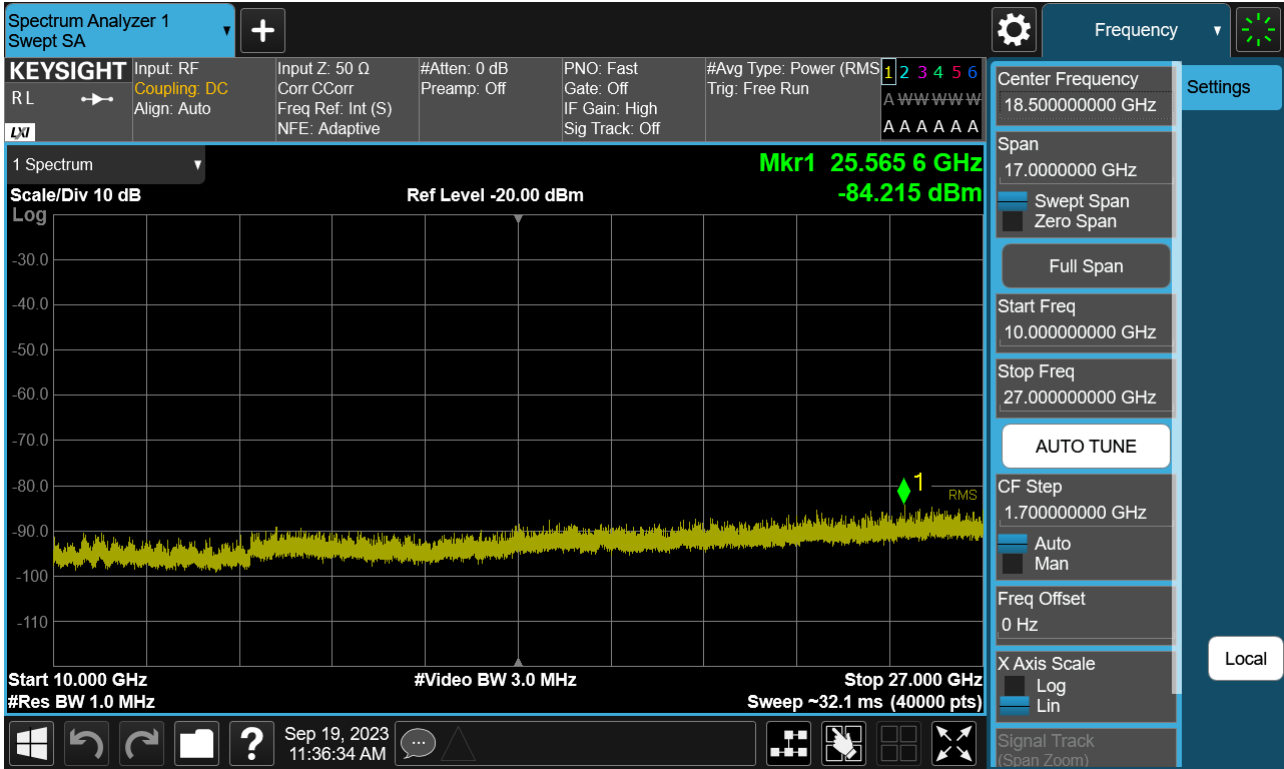 Spectrum Analyzer 1
Swept SA
Frequency
KEYSIGHT
R L
LXI
Input: RF
Coupling: DC
Align: Auto
Input Z: 50 Ω
Corr CCorr
Freq Ref: Int (S)
NFE: Adaptive
#Atten: 0 dB
Preamp: Off
PNO: Fast
Gate: Off
IF Gain: High
Sig Track: Off
#Avg Type: Power (RMS
Trig: Free Run
1 2 3 4 5 6
A W W W W W
A A A A A A
1 Spectrum
Mkr1 25.565 6 GHz
-84.215 dBm
Scale/Div 10 dB
Ref Level -20.00 dBm
Log
-30.0
-40.0
-50.0
-60.0
-70.0
-80.0
-90.0
-100
-110
1
RMS
Start 10.000 GHz
#Video BW 3.0 MHz
Stop 27.000 GHz
#Res BW 1.0 MHz
Sweep ~32.1 ms (40000 pts)
Sep 19, 2023
11:36:34 AM
Center Frequency
18.500000000 GHz
Span
17.0000000 GHz
Swept Span
Zero Span
Full Span
Start Freq
10.000000000 GHz
Stop Freq
27.000000000 GHz
AUTO TUNE
CF Step
1.700000000 GHz
Auto
Man
Freq Offset
0 Hz
X Axis Scale
Log
Lin
Signal Track
(Span Zoom)
Settings
Local